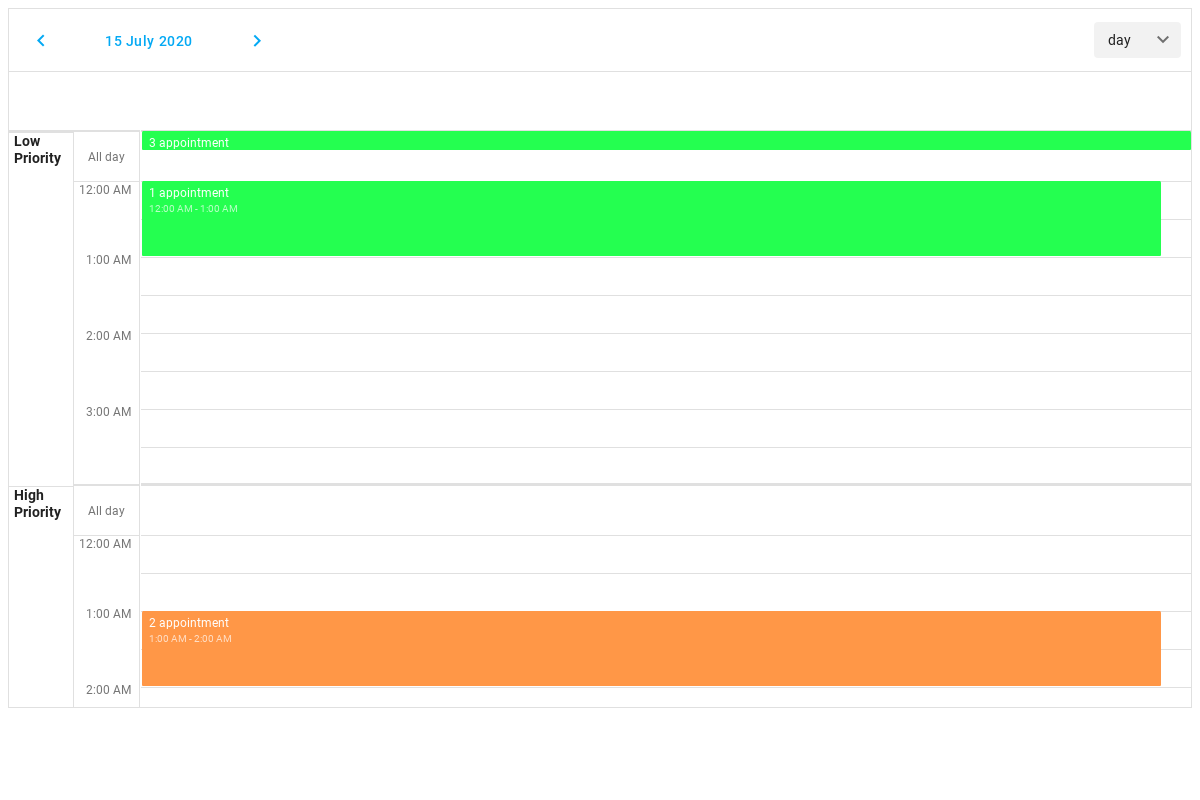 15 July 2020
day
Low
Priority
All day
3 appointment
12:00 AM
1 appointment
12:00 AM - 1:00 AM
1:00 AM
2:00 AM
3:00 AM
High
Priority
All day
12:00 AM
1:00 AM
2 appointment
1:00 AM - 2:00 AM
2:00 AM